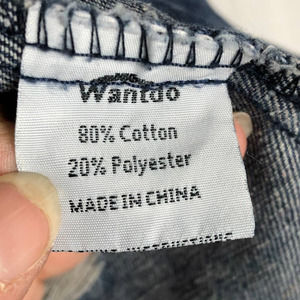 Wantdo
80% Cotton
20% Polyester
MADE IN CHINA